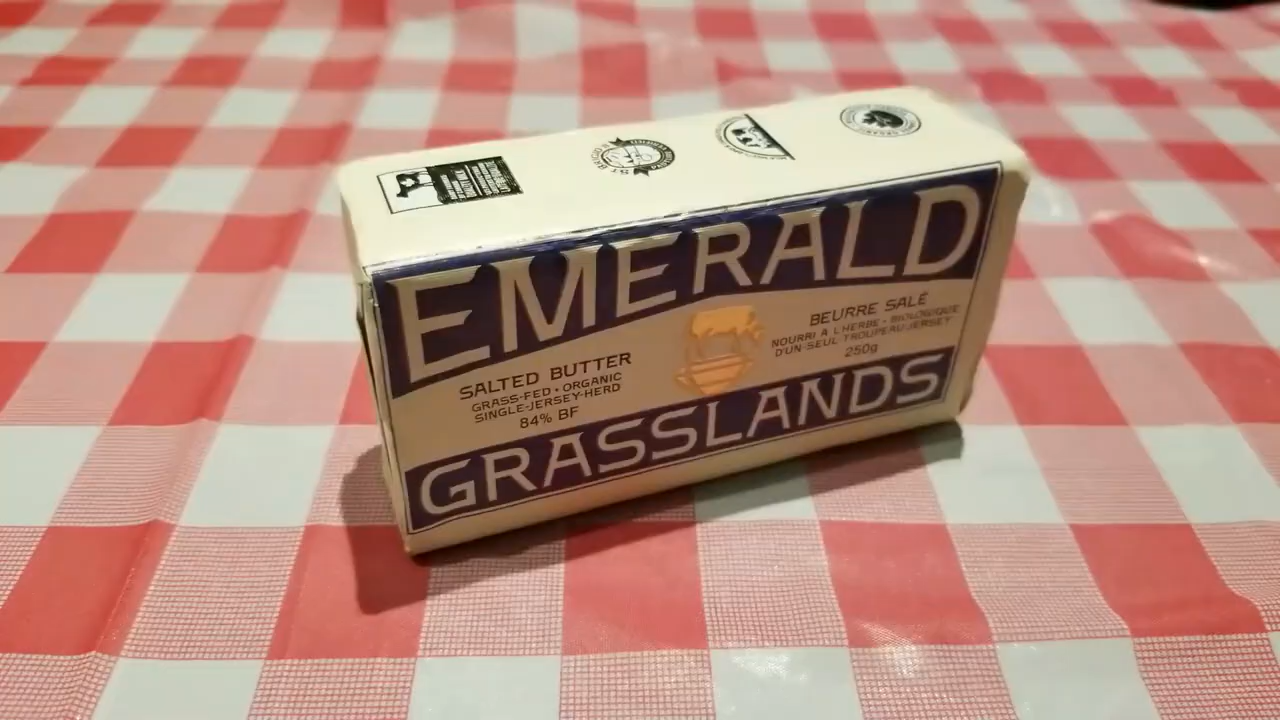 EMERALD
SALTED BUTTER
GRASS-FED • ORGANIC
SINGLE-JERSEY-HERD
84% BF
BEURRE SALÉ
NOURRI A L'HERBE • BIOLOGIQUE
D'UN-SEUL-TROUPEAU-JERSEY
250g
GRASSLANDS